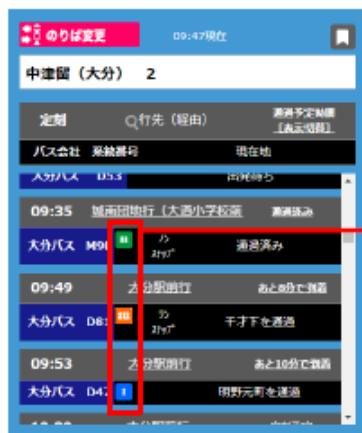 のりば変更 09:47現在
中津留（大分） 2
定刻 行先（経由） 通過予定時刻
［表示切替］
バス会社 系統番号 現在地
大分バス D53 出発待ち
09:35 城南団地行（大道小学校前 通過済み
大分バス ノン
ステップ 通過済み
09:49 大分駅前行 あと8分で到着
大分バス ノン
ステップ 千才下を通過
09:53 大分駅前行 あと10分で到着
大分バス 明野元町を通過